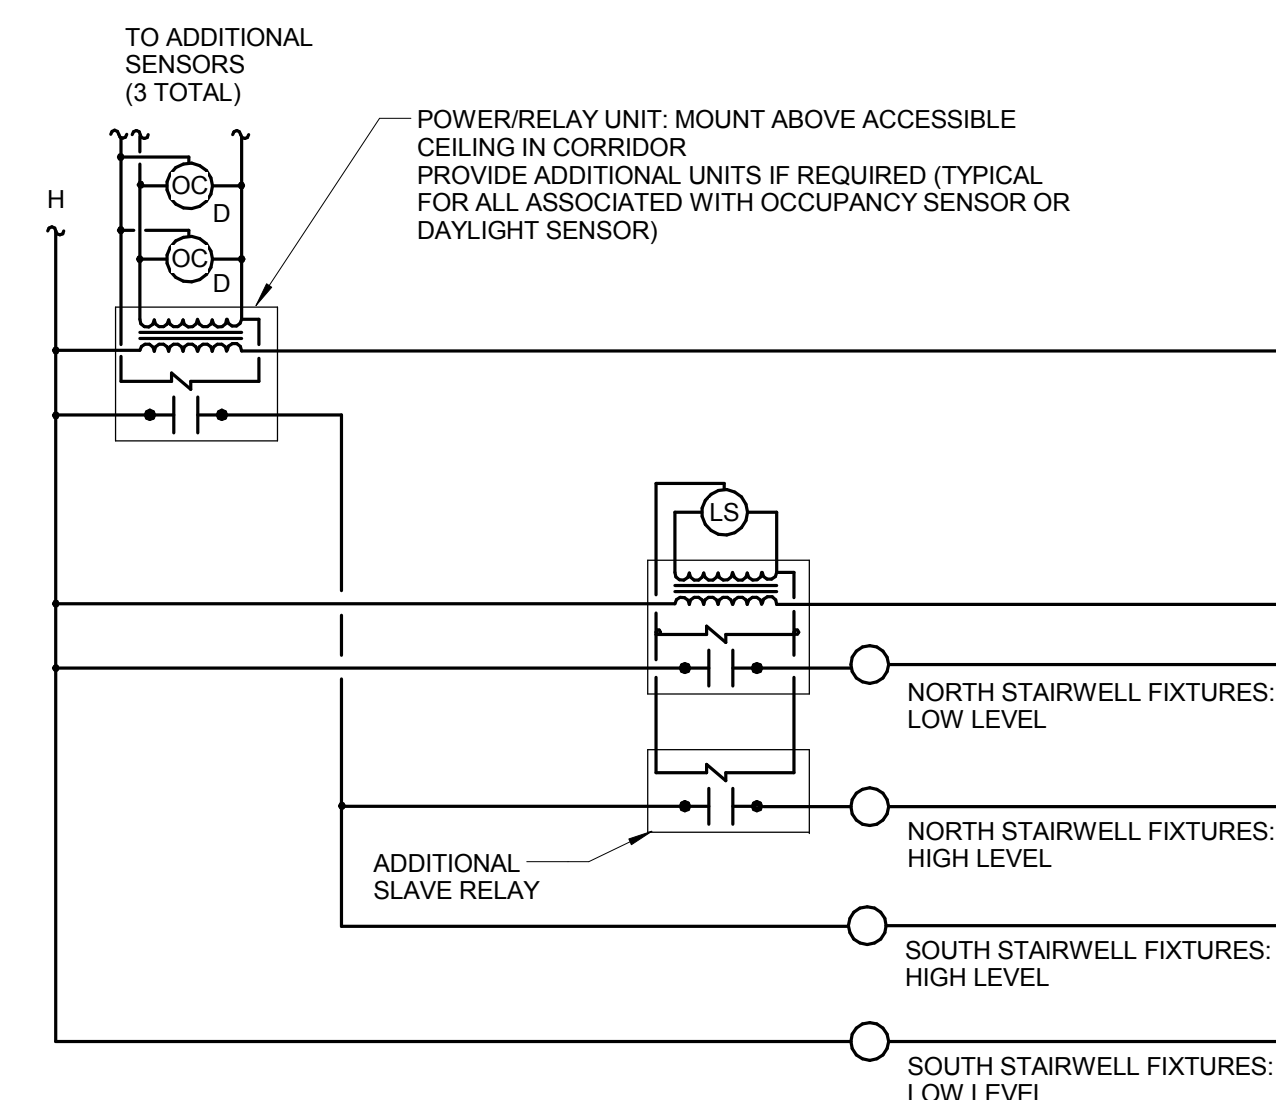 TO ADDITIONAL
SENSORS
(3 TOTAL)
POWER/RELAY UNIT: MOUNT ABOVE ACCESSIBLE
CEILING IN CORRIDOR
PROVIDE ADDITIONAL UNITS IF REQUIRED (TYPICAL
FOR ALL ASSOCIATED WITH OCCUPANCY SENSOR OR
DAYLIGHT SENSOR)
H
OC
D
OC
D
LS
NORTH STAIRWELL FIXTURES:
LOW LEVEL
NORTH STAIRWELL FIXTURES:
HIGH LEVEL
ADDITIONAL
SLAVE RELAY
SOUTH STAIRWELL FIXTURES:
HIGH LEVEL
SOUTH STAIRWELL FIXTURES:
LOW LEVEL